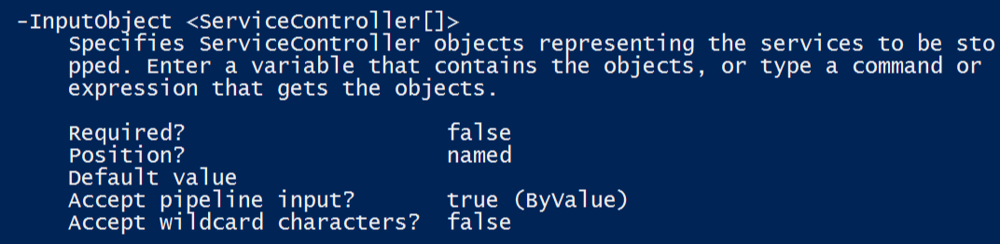 -InputObject <ServiceController[]>
Specifies ServiceController objects representing the services to be sto
pped. Enter a variable that contains the objects, or type a command or
expression that gets the objects.
Required? false
Position? named
Default value
Accept pipeline input? true (ByValue)
Accept wildcard characters? false